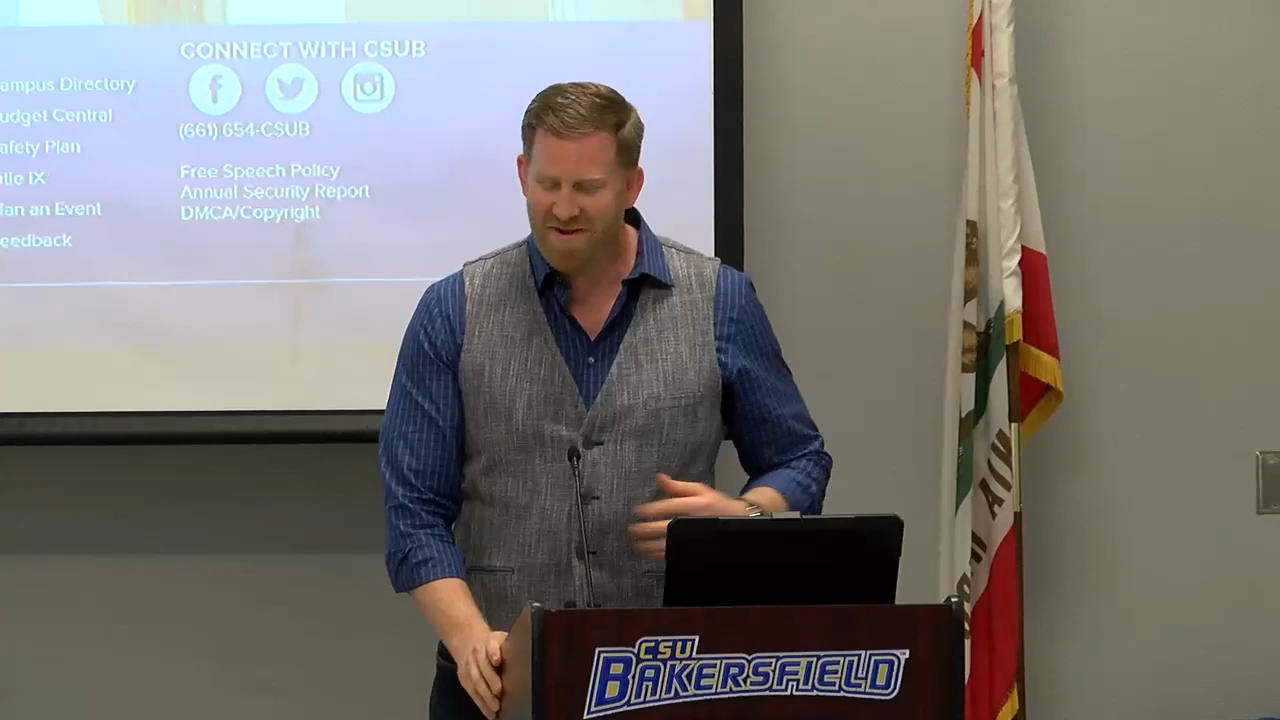 CONNECT WITH CSUB
ampus Directory
udget Central
(661) 654-CSUB
afety Plan
Free Speech Policy
itle IX
Annual Security Report
lan an Event
DMCA/Copyright
eedback
CSU
BAKERSFIELD